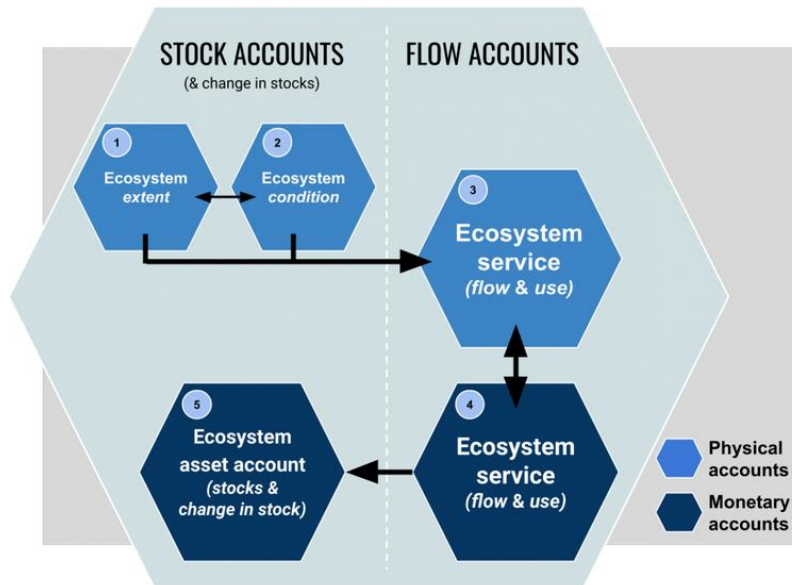 STOCK ACCOUNTS
(& change in stocks)
FLOW ACCOUNTS
1
Ecosystem
extent
2
Ecosystem
condition
3
Ecosystem
service
(flow & use)
4
Ecosystem
service
(flow & use)
5
Ecosystem
asset account
(stocks &
change in stock)
Physical
accounts
Monetary
accounts